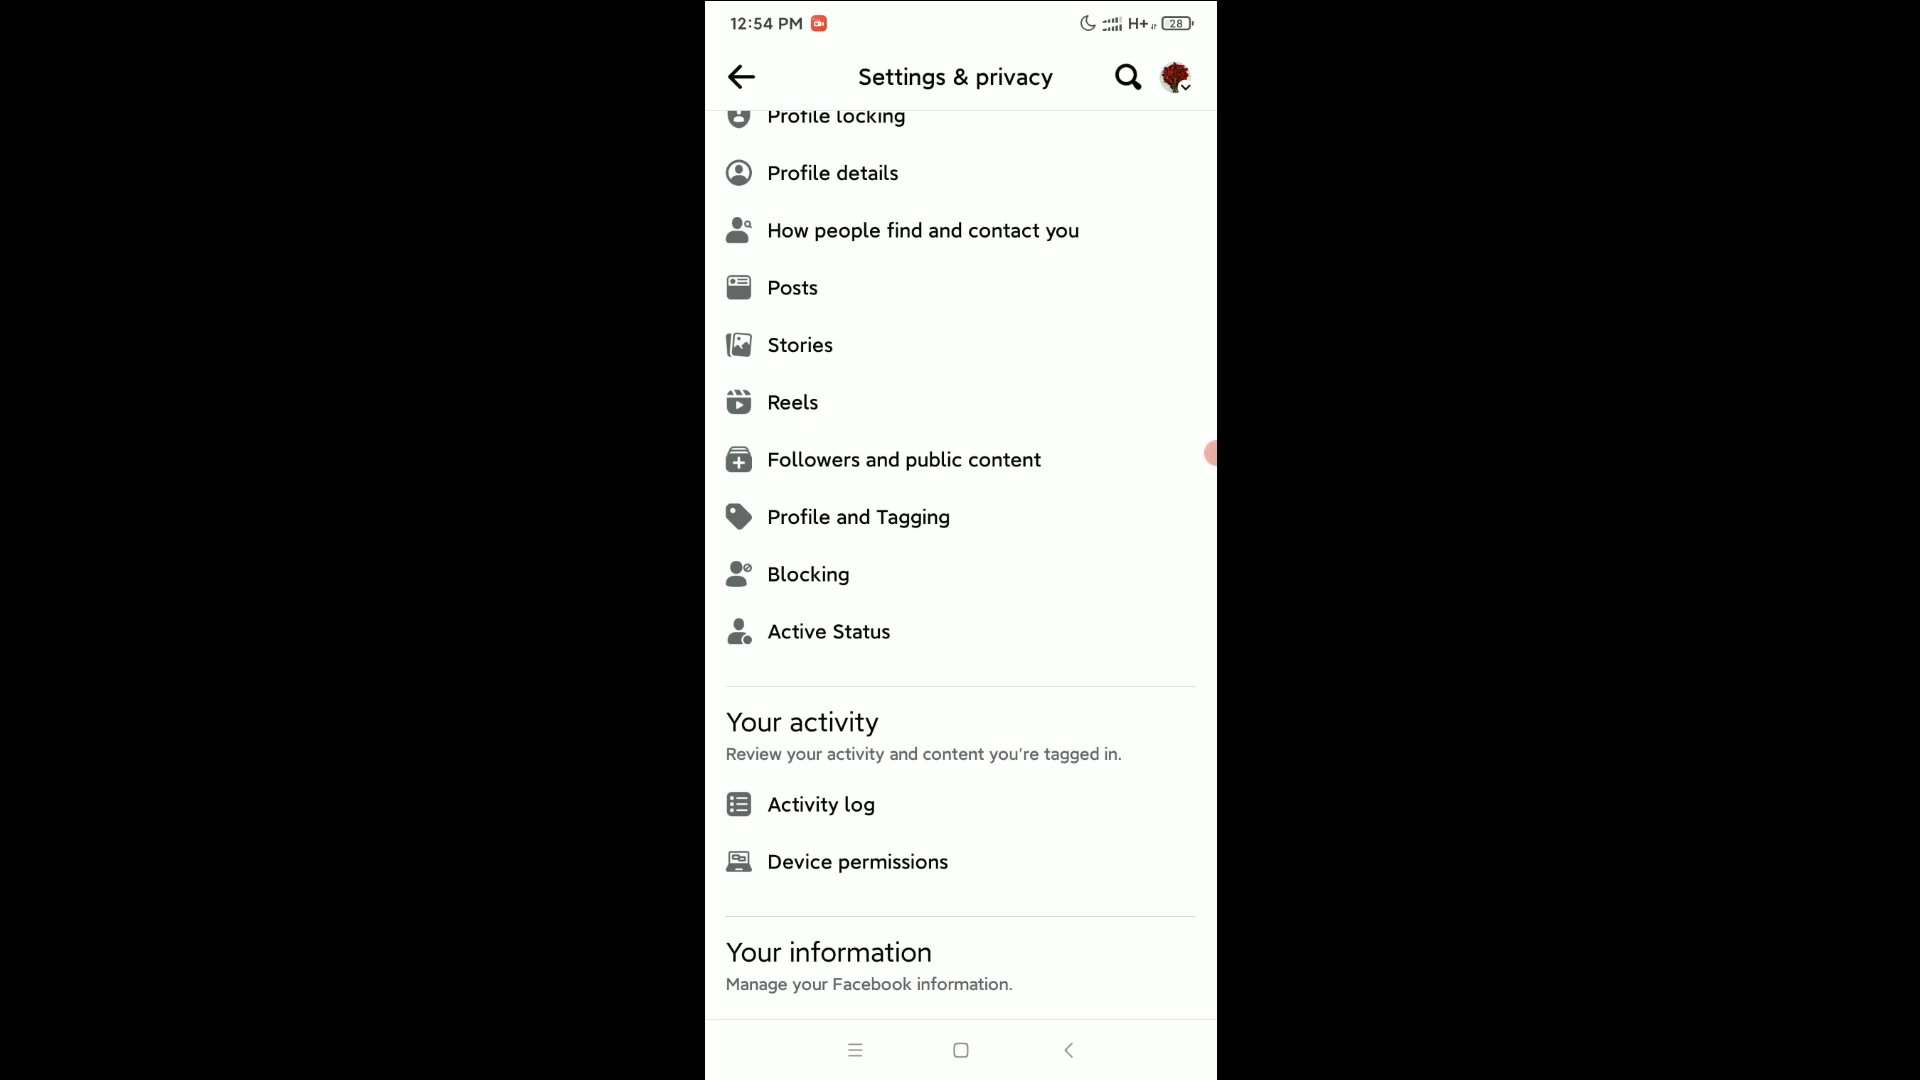 12:54 PM
H+
28
Settings & privacy
Profile locking
Profile details
How people find and contact you
Posts
Stories
Reels
Followers and public content
Profile and Tagging
Blocking
Active Status
Your activity
Review your activity and content you're tagged in.
Activity log
Device permissions
Your information
Manage your Facebook information.